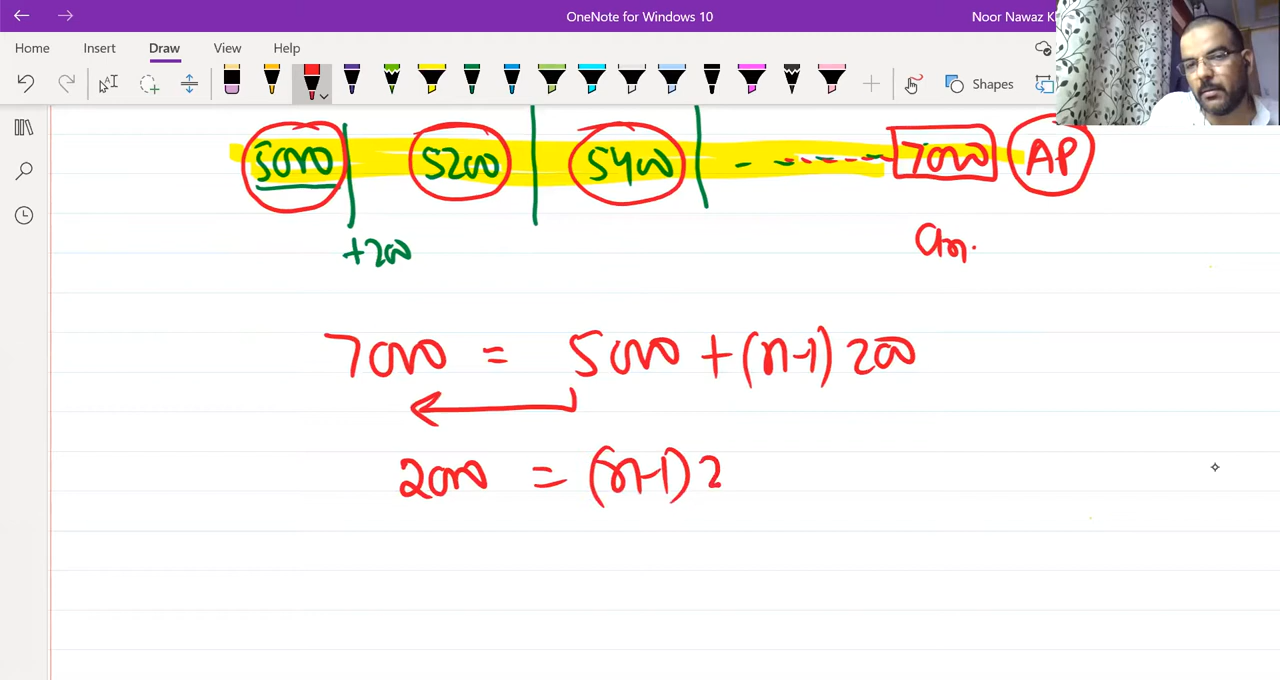 OneNote for Windows 10
Noor Nawaz K
Home Insert Draw View Help
Shapes
5000 5200 5400 - - - - - - 7000 AP
+200
an.
7000 = 5000 + (n-1) 200
2000 = (n-1) 2